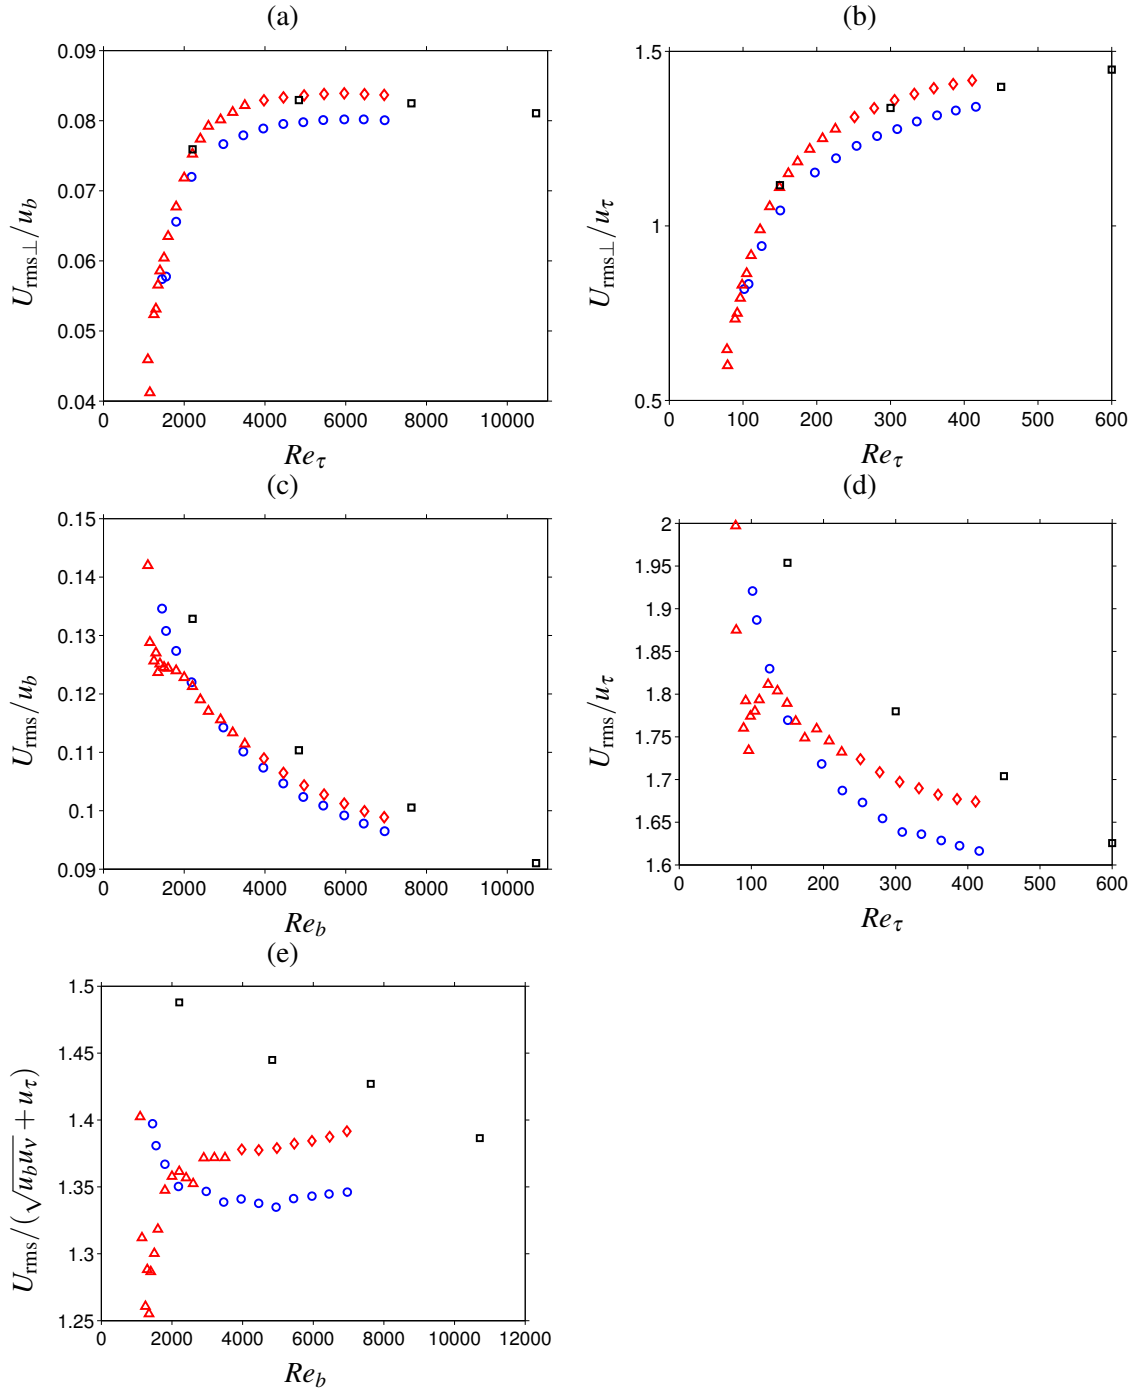 (a)
0.09
0.08
0.07
0.06
0.05
0.04
0 2000 4000 6000 8000 10000
U_rms⊥/u_b
Re_τ
(b)
1.5
1
0.5
0 100 200 300 400 500 600
U_rms⊥/u_τ
Re_τ
(c)
0.15
0.14
0.13
0.12
0.11
0.1
0.09
0 2000 4000 6000 8000 10000
U_rms/u_b
Re_b
(d)
2
1.95
1.9
1.85
1.8
1.75
1.7
1.65
1.6
0 100 200 300 400 500 600
U_rms/u_τ
Re_τ
(e)
1.5
1.45
1.4
1.35
1.3
1.25
0 2000 4000 6000 8000 10000 12000
U_rms/(√(u_b u_ν) + u_τ)
Re_b